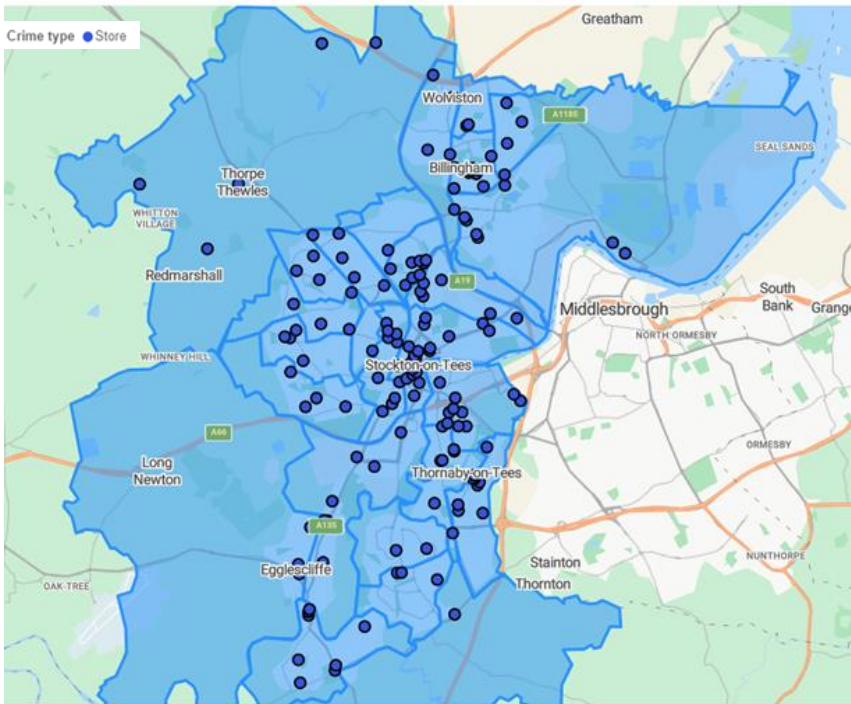 Greatham
Crime type Store
Wolviston
A1185
SEAL SANDS
Billingham
Thorpe
Thewles
WHITTON
VILLAGE
Redmarshall
A19
South
Bank
Grange
Middlesbrough
NORTH ORMESBY
WHINNEY HILL
Stockton-on-Tees
A66
ORMESBY
Long
Newton
Thornaby-on-Tees
A135
NUNTHORPE
Stainton
Egglescliffe
Thornton
OAK-TREE